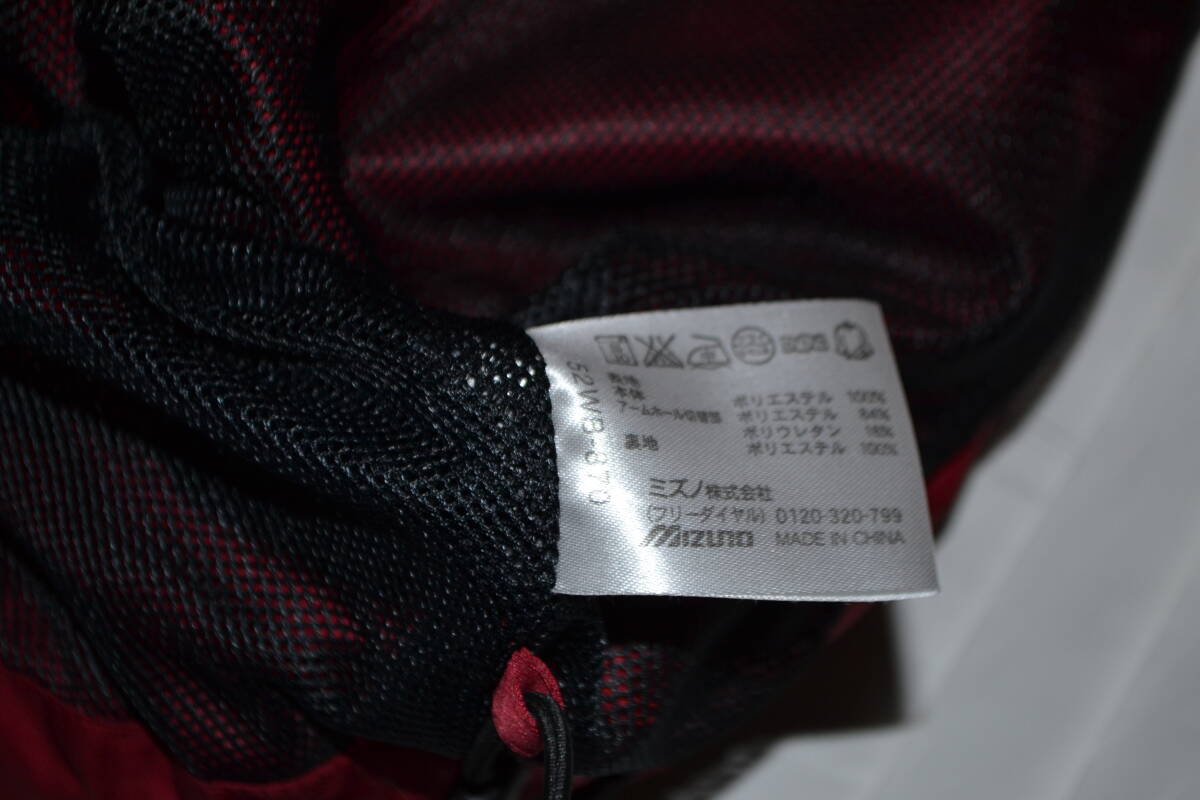 52WB-870
表地
本体 ポリエステル 100%
アームホール切替部 ポリエステル 84%
ポリウレタン 16%
裏地 ポリエステル 100%
ミズノ株式会社
(フリーダイヤル) 0120-320-799
MIZUNO MADE IN CHINA